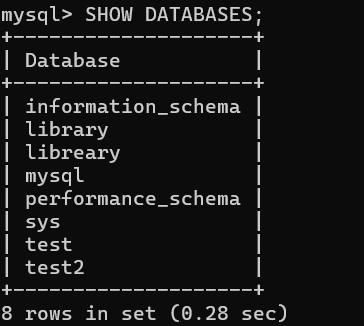 mysql> SHOW DATABASES;
+--------------------+
| Database           |
+--------------------+
| information_schema |
| library            |
| libreary           |
| mysql              |
| performance_schema |
| sys                |
| test               |
| test2              |
+--------------------+
8 rows in set (0.28 sec)